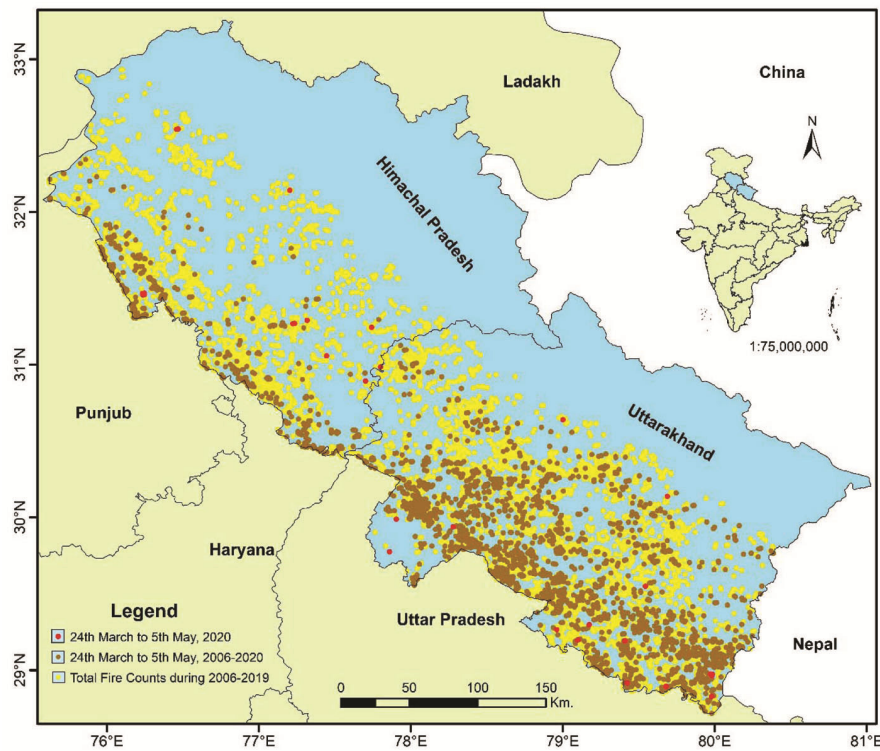 Ladakh
China
N
Himachal Pradesh
1:75,000,000
Punjub
Uttarakhand
Haryana
Uttar Pradesh
Nepal
Legend
24th March to 5th May, 2020
24th March to 5th May, 2006-2020
Total Fire Counts during 2006-2019
0 50 100 150
Km.
33°N
32°N
31°N
30°N
29°N
76°E 77°E 78°E 79°E 80°E 81°E